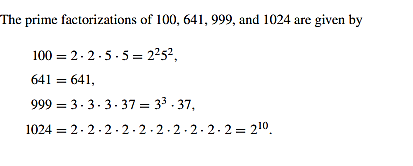 The prime factorizations of 100, 641, 999, and 1024 are given by
100 = 2 · 2 · 5 · 5 = 2²5²,
641 = 641,
999 = 3 · 3 · 3 · 37 = 3³ · 37,
1024 = 2 · 2 · 2 · 2 · 2 · 2 · 2 · 2 · 2 · 2 = 2¹⁰.